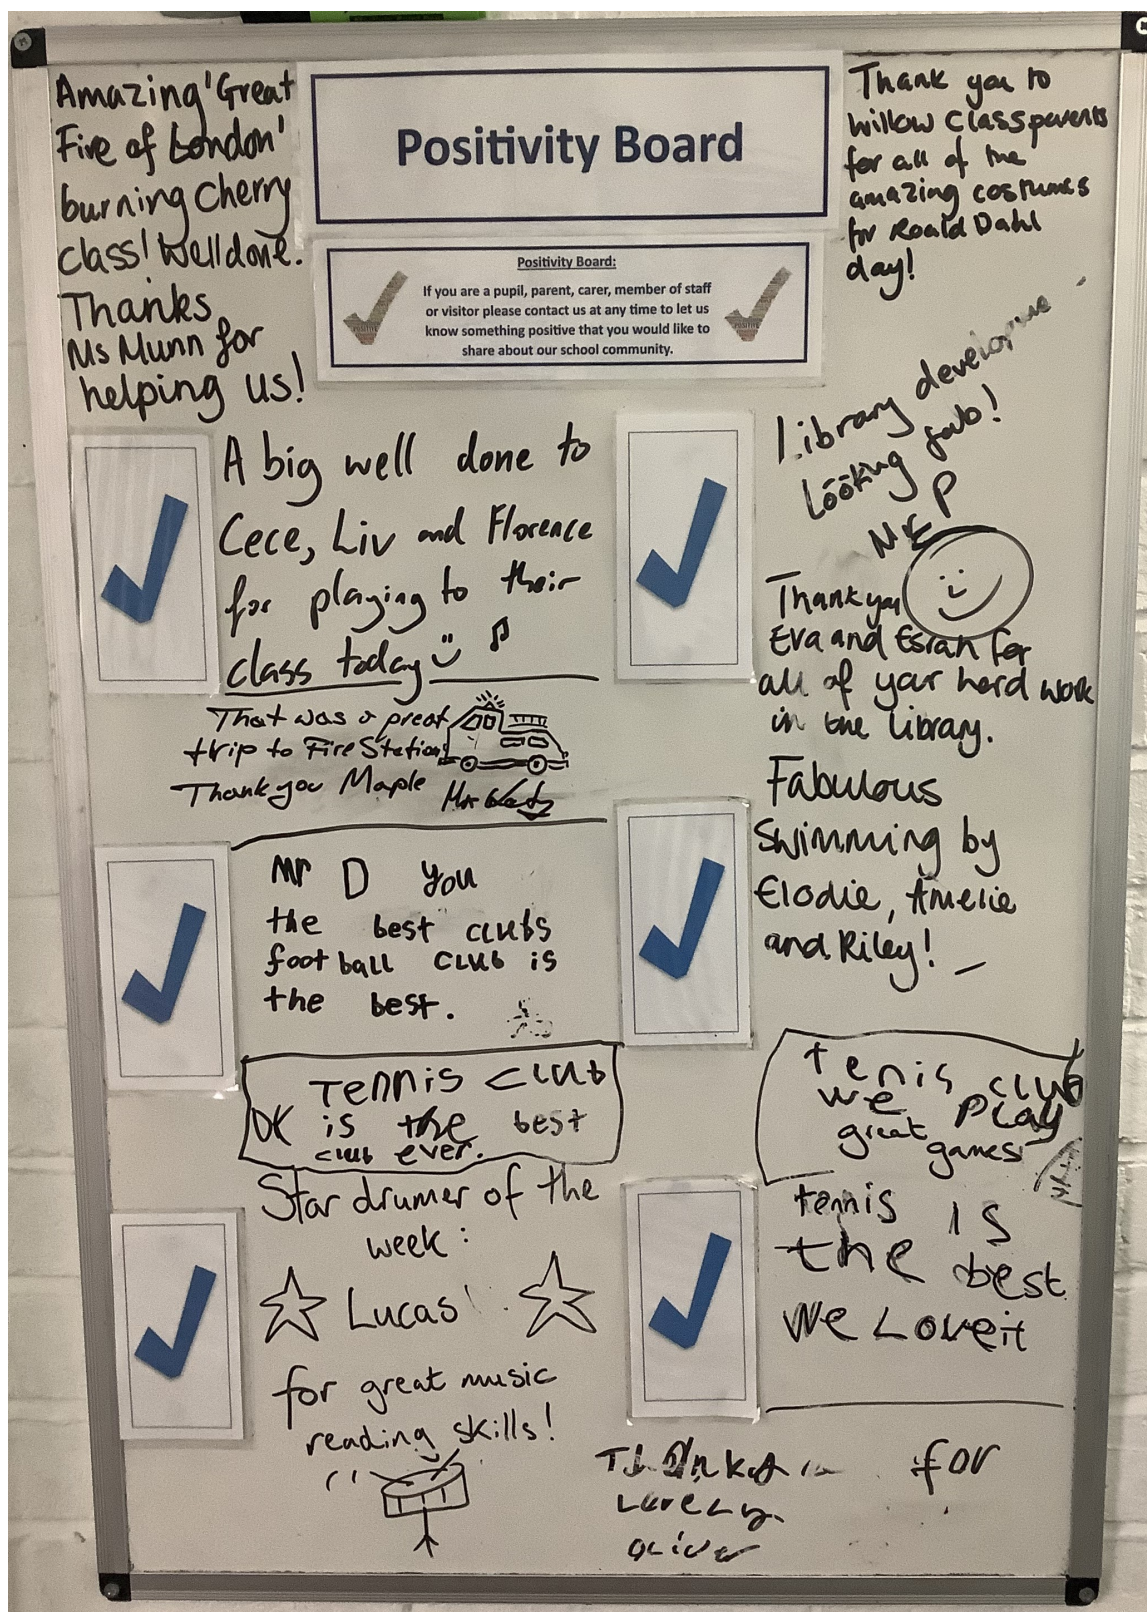 Positivity Board
Positivity Board:
If you are a pupil, parent, carer, member of staff
or visitor please contact us at any time to let us
know something positive that you would like to
share about our school community.
POSITIVE
POSITIVE
Amazing 'Great
Fire of London'
burning Cherry
class! Well done.
Thanks
Ms Munn for
helping us!
A big well done to
Cece, Liv and Florence
for playing to their
class today
That was a great
trip to Fire Station
Thank you Maple
Mr D you
the best clubs
foot ball club is
the best.
Tennis club
is the best
club ever.
Star drumer of the
week:
Lucas!
for great music
reading skills!
Thank you to
Willow Class parents
for all of the
amazing costumes
for Roald Dahl
day!
Library
Looking fab!
Mr P
Thank you
Eva and Esrah for
all of your hard work
in the Library.
Fabulous
Swimming by
Elodie, Amelie
and Riley!
tenis club
we play
great games
tennis is
the best
we Love it
for